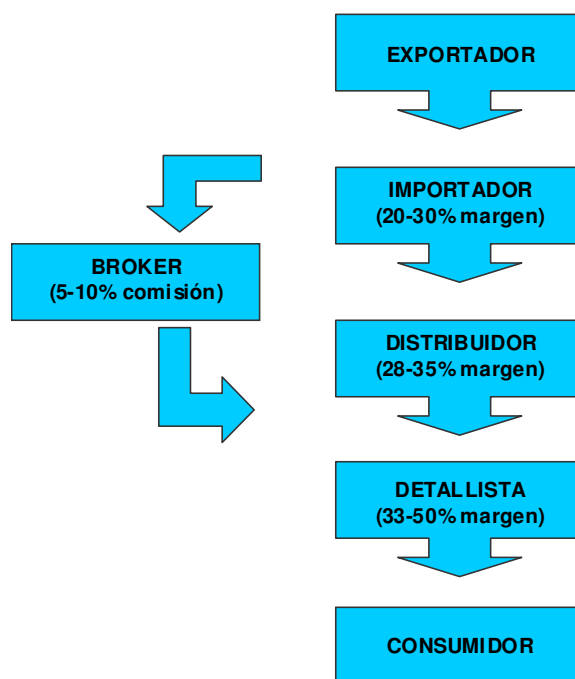 EXPORTADOR
IMPORTADOR
(20-30% margen)
BROKER
(5-10% comisión)
DISTRIBUIDOR
(28-35% margen)
DETALLISTA
(33-50% margen)
CONSUMIDOR